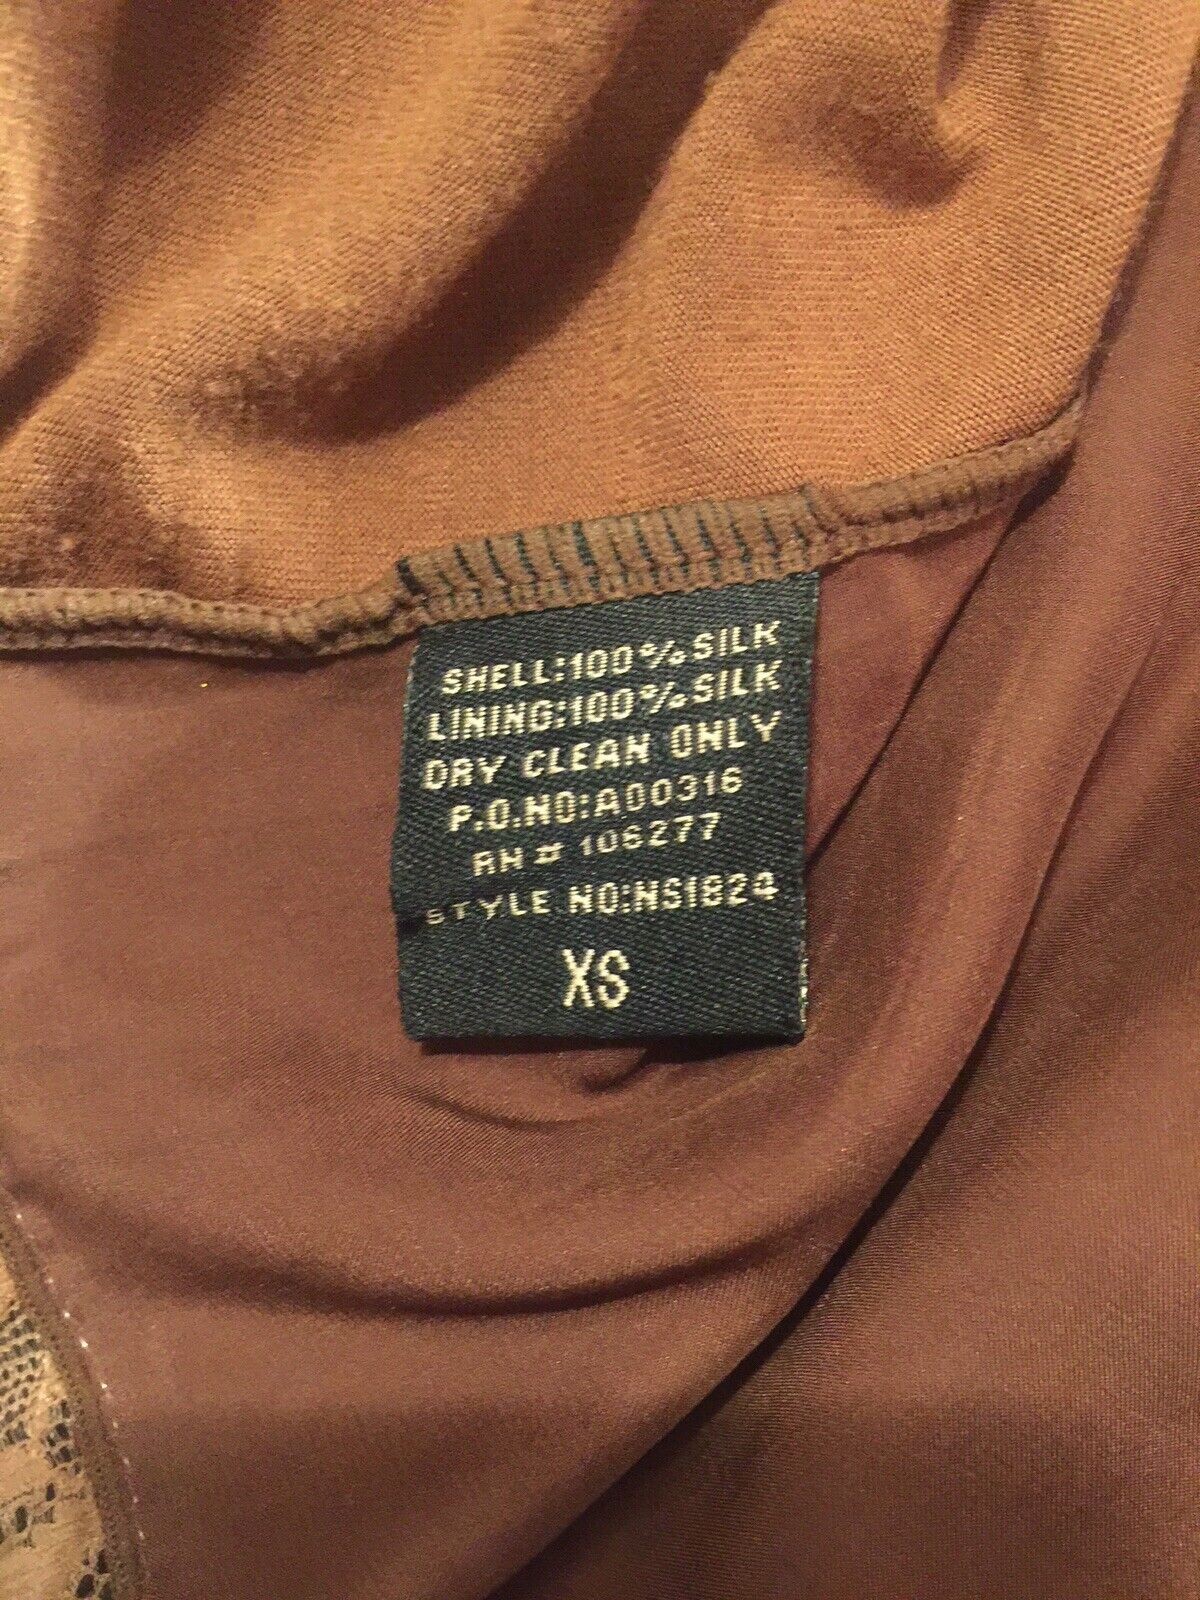 SHELL:100%SILK
LINING:100%SILK
DRY CLEAN ONLY
P.O.NO:A00316
RN # 106277
STYLE NO:NS1824
XS